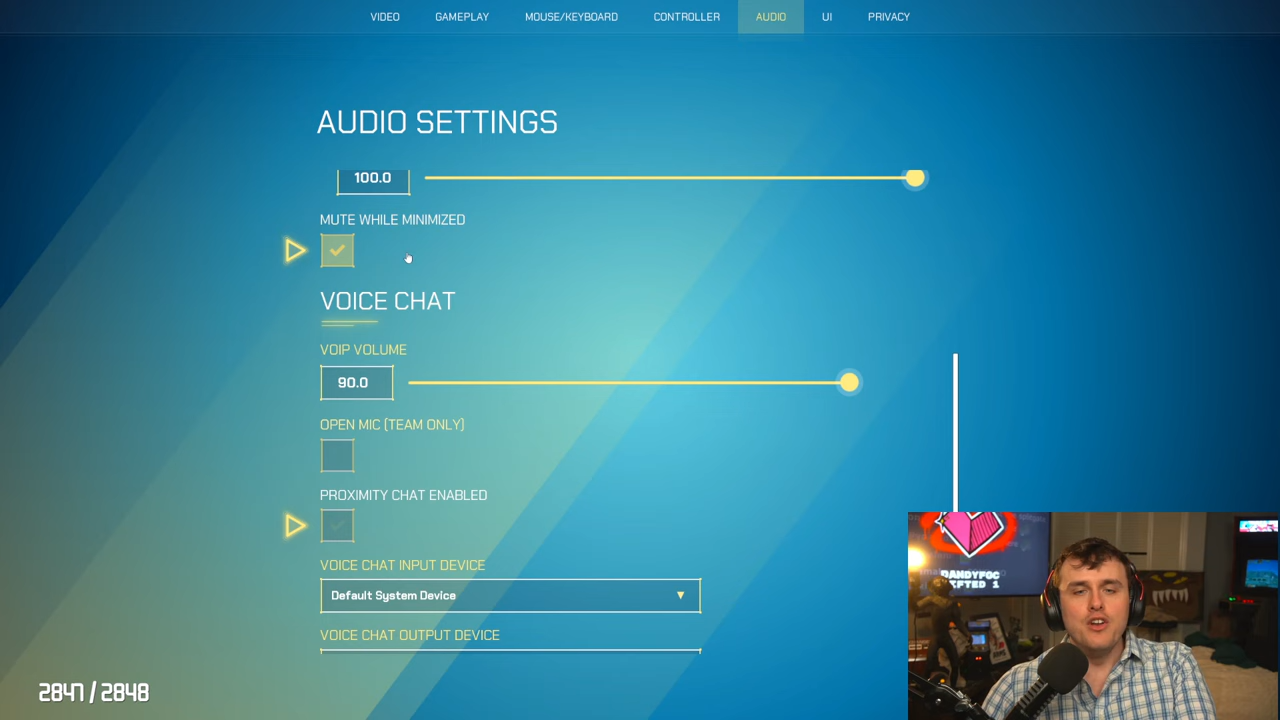 VIDEO GAMEPLAY MOUSE/KEYBOARD CONTROLLER AUDIO UI PRIVACY
AUDIO SETTINGS
100.0
MUTE WHILE MINIMIZED
VOICE CHAT
VOIP VOLUME
90.0
OPEN MIC [TEAM ONLY]
PROXIMITY CHAT ENABLED
VOICE CHAT INPUT DEVICE
Default System Device
VOICE CHAT OUTPUT DEVICE
2847 / 2848